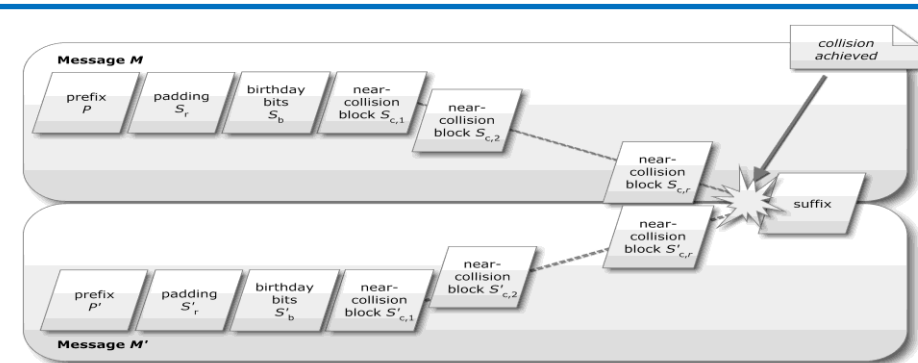 collision
achieved
Message M
prefix
P
padding
Sr
birthday
bits
Sb
near-
collision
block Sc,1
near-
collision
block Sc,2
near-
collision
block Sc,r
suffix
near-
collision
block S'c,r
near-
collision
block S'c,2
prefix
P'
padding
S'r
birthday
bits
S'b
near-
collision
block S'c,1
Message M'